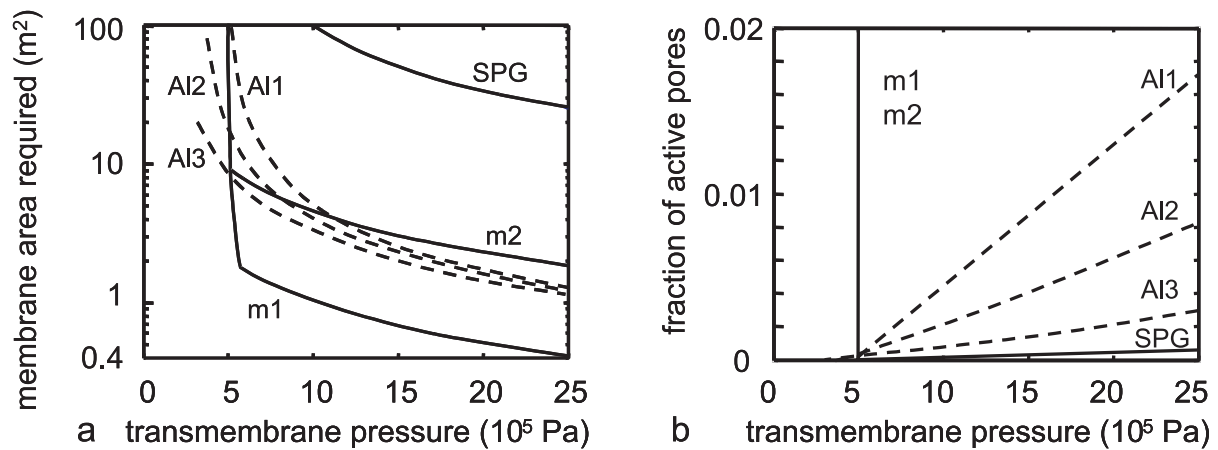 membrane area required (m²)
100
10
1
0.4
Al2
Al1
Al3
SPG
m2
m1
0 5 10 15 20 25
a transmembrane pressure (10⁵ Pa)
fraction of active pores
0.02
0.01
0
m1
m2
Al1
Al2
Al3
SPG
0 5 10 15 20 25
b transmembrane pressure (10⁵ Pa)